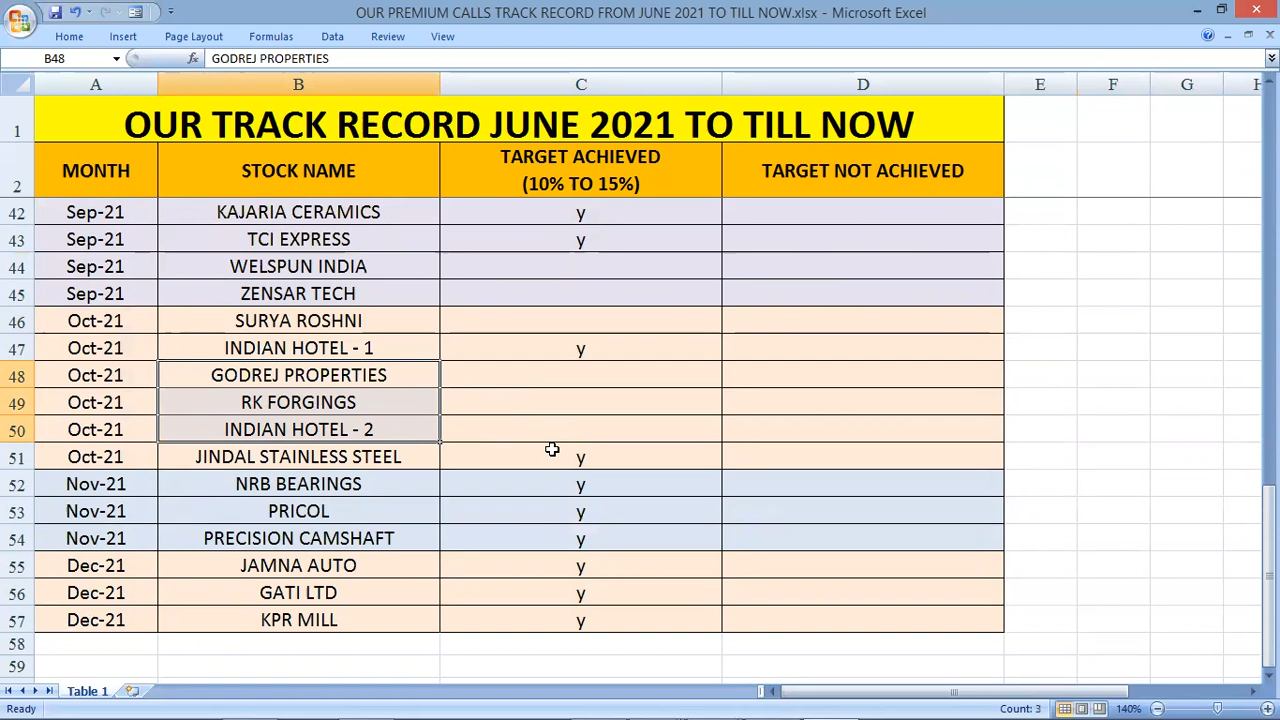 OUR PREMIUM CALLS TRACK RECORD FROM JUNE 2021 TO TILL NOW.xlsx - Microsoft Excel
Home Insert Page Layout Formulas Data Review View
B48 fx GODREJ PROPERTIES
A B C D E F G H
1 OUR TRACK RECORD JUNE 2021 TO TILL NOW
2 MONTH STOCK NAME TARGET ACHIEVED (10% TO 15%) TARGET NOT ACHIEVED
42 Sep-21 KAJARIA CERAMICS y
43 Sep-21 TCI EXPRESS y
44 Sep-21 WELSPUN INDIA
45 Sep-21 ZENSAR TECH
46 Oct-21 SURYA ROSHNI
47 Oct-21 INDIAN HOTEL - 1 y
48 Oct-21 GODREJ PROPERTIES
49 Oct-21 RK FORGINGS
50 Oct-21 INDIAN HOTEL - 2
51 Oct-21 JINDAL STAINLESS STEEL y
52 Nov-21 NRB BEARINGS y
53 Nov-21 PRICOL y
54 Nov-21 PRECISION CAMSHAFT y
55 Dec-21 JAMNA AUTO y
56 Dec-21 GATI LTD y
57 Dec-21 KPR MILL y
58
59
Table 1
Ready Count: 3 140%